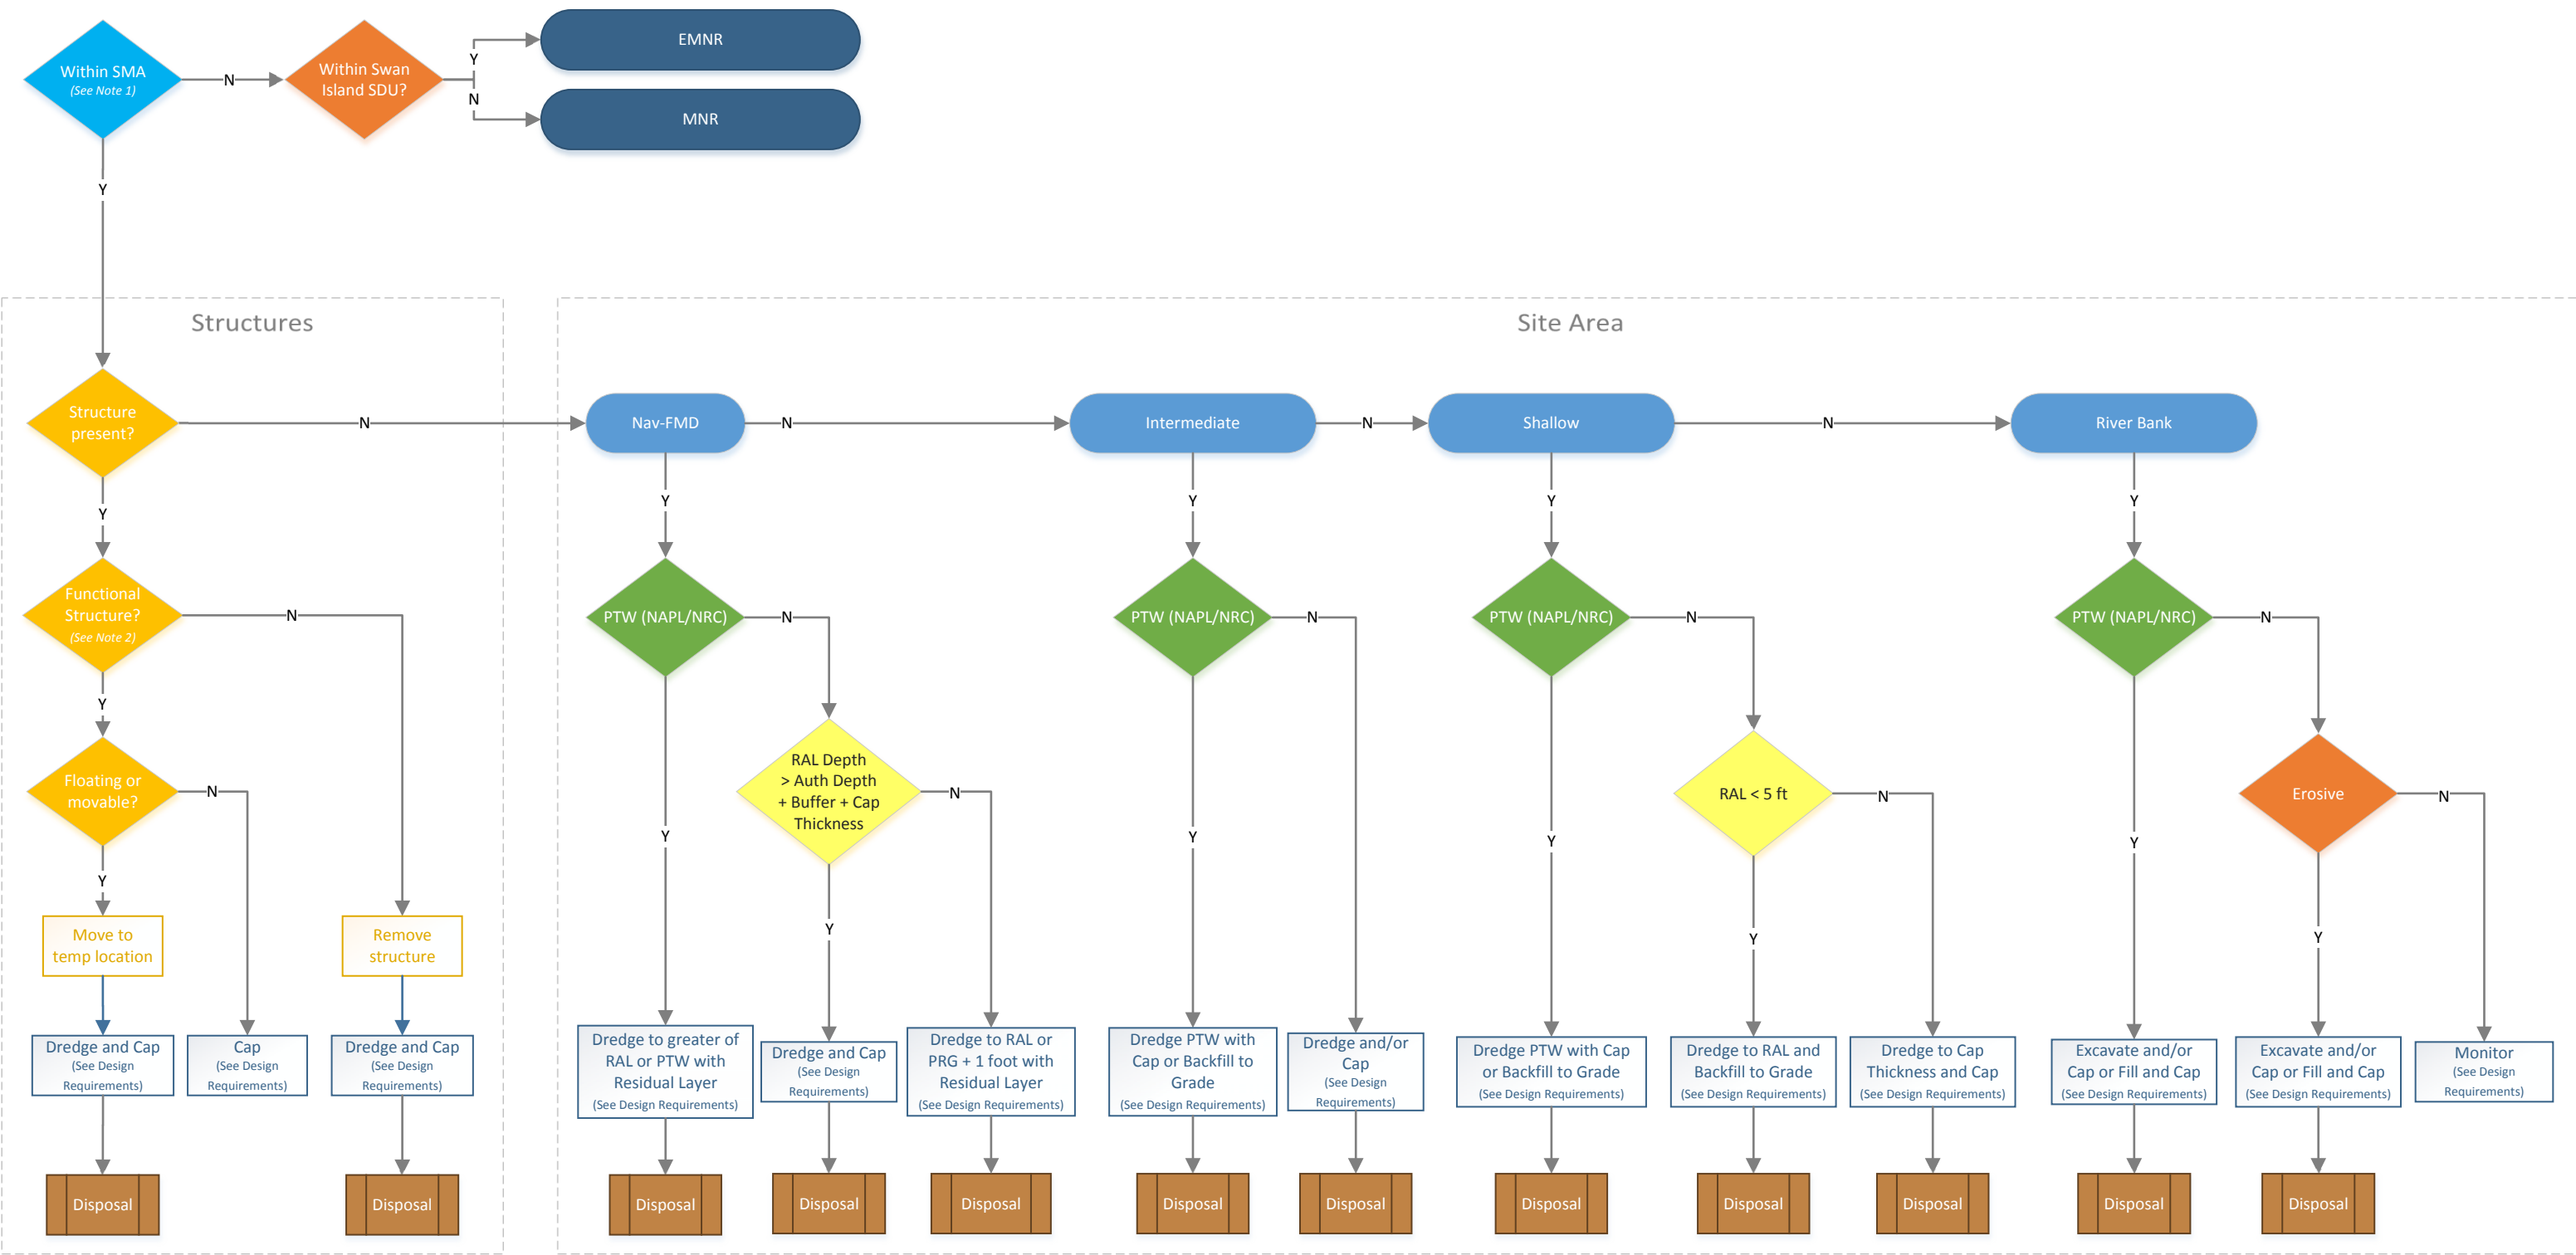 Within SMA
(See Note 1)
N
Within Swan
Island SDU?
Y
N
EMNR
MNR
Y
Structures
Structure
present?
N
Y
Functional
Structure?
(See Note 2)
N
Y
Floating or
movable?
N
Y
Move to
temp location
Remove
structure
Dredge and Cap
(See Design
Requirements)
Cap
(See Design
Requirements)
Dredge and Cap
(See Design
Requirements)
Disposal
Disposal
Site Area
Nav-FMD
N
Intermediate
N
Shallow
N
River Bank
Y
Y
Y
Y
PTW (NAPL/NRC)
N
PTW (NAPL/NRC)
N
PTW (NAPL/NRC)
N
PTW (NAPL/NRC)
N
RAL Depth
> Auth Depth
+ Buffer + Cap
Thickness
N
RAL < 5 ft
N
Erosive
N
Y
Y
Y
Y
Y
Y
Y
Dredge to greater of
RAL or PTW with
Residual Layer
(See Design Requirements)
Dredge and Cap
(See Design
Requirements)
Dredge to RAL or
PRG + 1 foot with
Residual Layer
(See Design Requirements)
Dredge PTW with
Cap or Backfill to
Grade
(See Design Requirements)
Dredge and/or
Cap
(See Design
Requirements)
Dredge PTW with Cap
or Backfill to Grade
(See Design Requirements)
Dredge to RAL and
Backfill to Grade
(See Design Requirements)
Dredge to Cap
Thickness and Cap
(See Design Requirements)
Excavate and/or
Cap or Fill and Cap
(See Design Requirements)
Excavate and/or
Cap or Fill and Cap
(See Design Requirements)
Monitor
(See Design
Requirements)
Disposal
Disposal
Disposal
Disposal
Disposal
Disposal
Disposal
Disposal
Disposal
Disposal